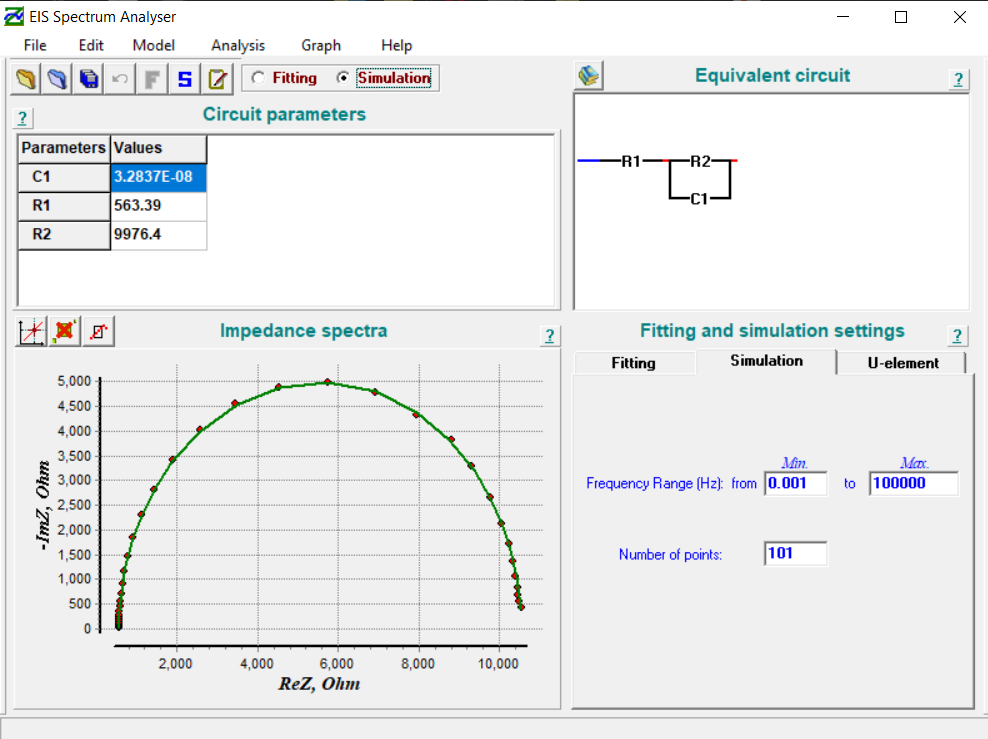 EIS Spectrum Analyser
File Edit Model Analysis Graph Help
F S Fitting Simulation
? Circuit parameters
Parameters Values
C1 3.2837E-08
R1 563.39
R2 9976.4
Equivalent circuit ?
R1 R2
C1
Impedance spectra ?
5,000
4,500
4,000
3,500
3,000
2,500
2,000
1,500
1,000
500
0
-ImZ, Ohm
2,000 4,000 6,000 8,000 10,000
ReZ, Ohm
Fitting and simulation settings ?
Fitting Simulation U-element
Min. Max.
Frequency Range (Hz): from 0.001 to 100000
Number of points: 101